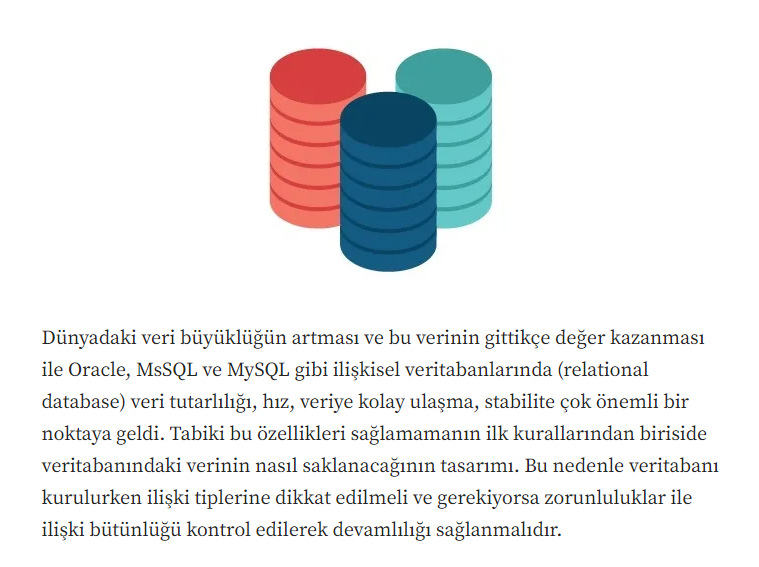 Dünyadaki veri büyüklüğün artması ve bu verinin gittikçe değer kazanması
ile Oracle, MsSQL ve MySQL gibi ilişkisel veritabanlarında (relational
database) veri tutarlılığı, hız, veriye kolay ulaşma, stabilite çok önemli bir
noktaya geldi. Tabiki bu özellikleri sağlamamanın ilk kurallarından biriside
veritabanındaki verinin nasıl saklanacağının tasarımı. Bu nedenle veritabanı
kurulurken ilişki tiplerine dikkat edilmeli ve gerekiyorsa zorunluluklar ile
ilişki bütünlüğü kontrol edilerek devamlılığı sağlanmalıdır.